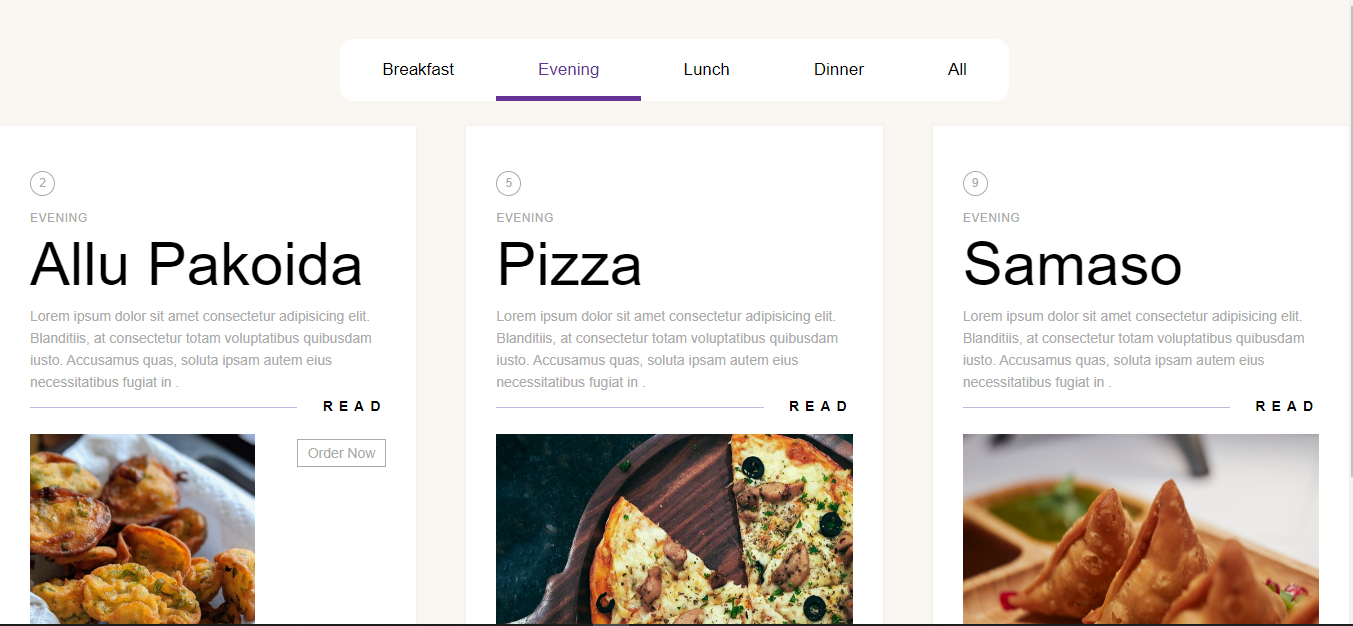 Breakfast
Evening
Lunch
Dinner
All
2
EVENING
Allu Pakoida
Lorem ipsum dolor sit amet consectetur adipisicing elit.
Blanditiis, at consectetur totam voluptatibus quibusdam
iusto. Accusamus quas, soluta ipsam autem eius
necessitatibus fugiat in .
READ
Order Now
5
EVENING
Pizza
Lorem ipsum dolor sit amet consectetur adipisicing elit.
Blanditiis, at consectetur totam voluptatibus quibusdam
iusto. Accusamus quas, soluta ipsam autem eius
necessitatibus fugiat in .
READ
9
EVENING
Samaso
Lorem ipsum dolor sit amet consectetur adipisicing elit.
Blanditiis, at consectetur totam voluptatibus quibusdam
iusto. Accusamus quas, soluta ipsam autem eius
necessitatibus fugiat in .
READ